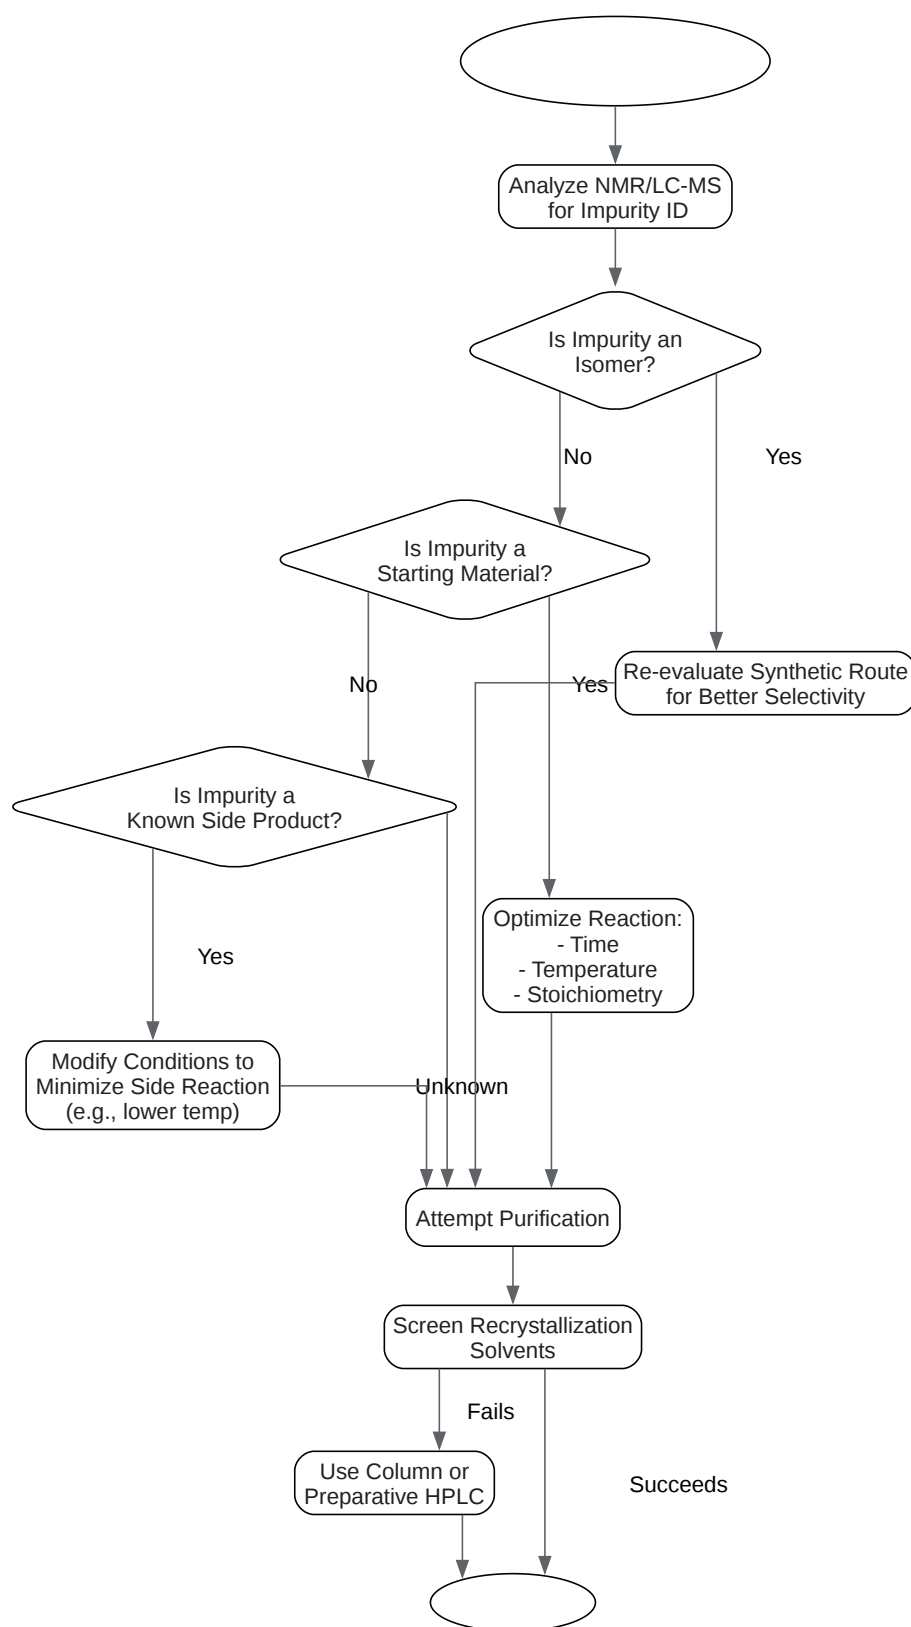 Analyze NMR/LC-MS
for Impurity ID
Is Impurity an
Isomer?
No
Yes
Is Impurity a
Starting Material?
No
Yes
Re-evaluate Synthetic Route
for Better Selectivity
Is Impurity a
Known Side Product?
Optimize Reaction:
- Time
- Temperature
- Stoichiometry
Yes
Modify Conditions to
Minimize Side Reaction
(e.g., lower temp)
Unknown
Attempt Purification
Screen Recrystallization
Solvents
Fails
Use Column or
Preparative HPLC
Succeeds